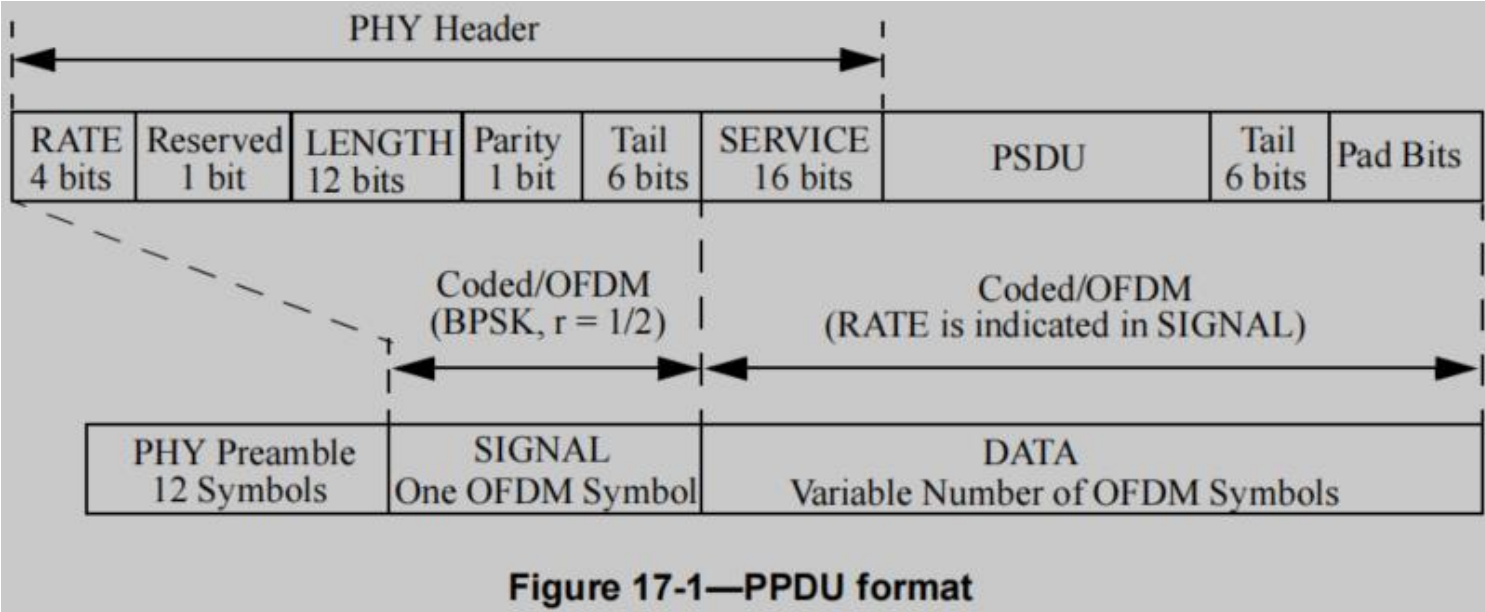 PHY Header
RATE Reserved LENGTH Parity Tail SERVICE PSDU Tail Pad Bits
4 bits 1 bit 12 bits 1 bit 6 bits 16 bits 6 bits
Coded/OFDM
(BPSK, r = 1/2)
Coded/OFDM
(RATE is indicated in SIGNAL)
PHY Preamble
12 Symbols
SIGNAL
One OFDM Symbol
DATA
Variable Number of OFDM Symbols
Figure 17-1—PPDU format